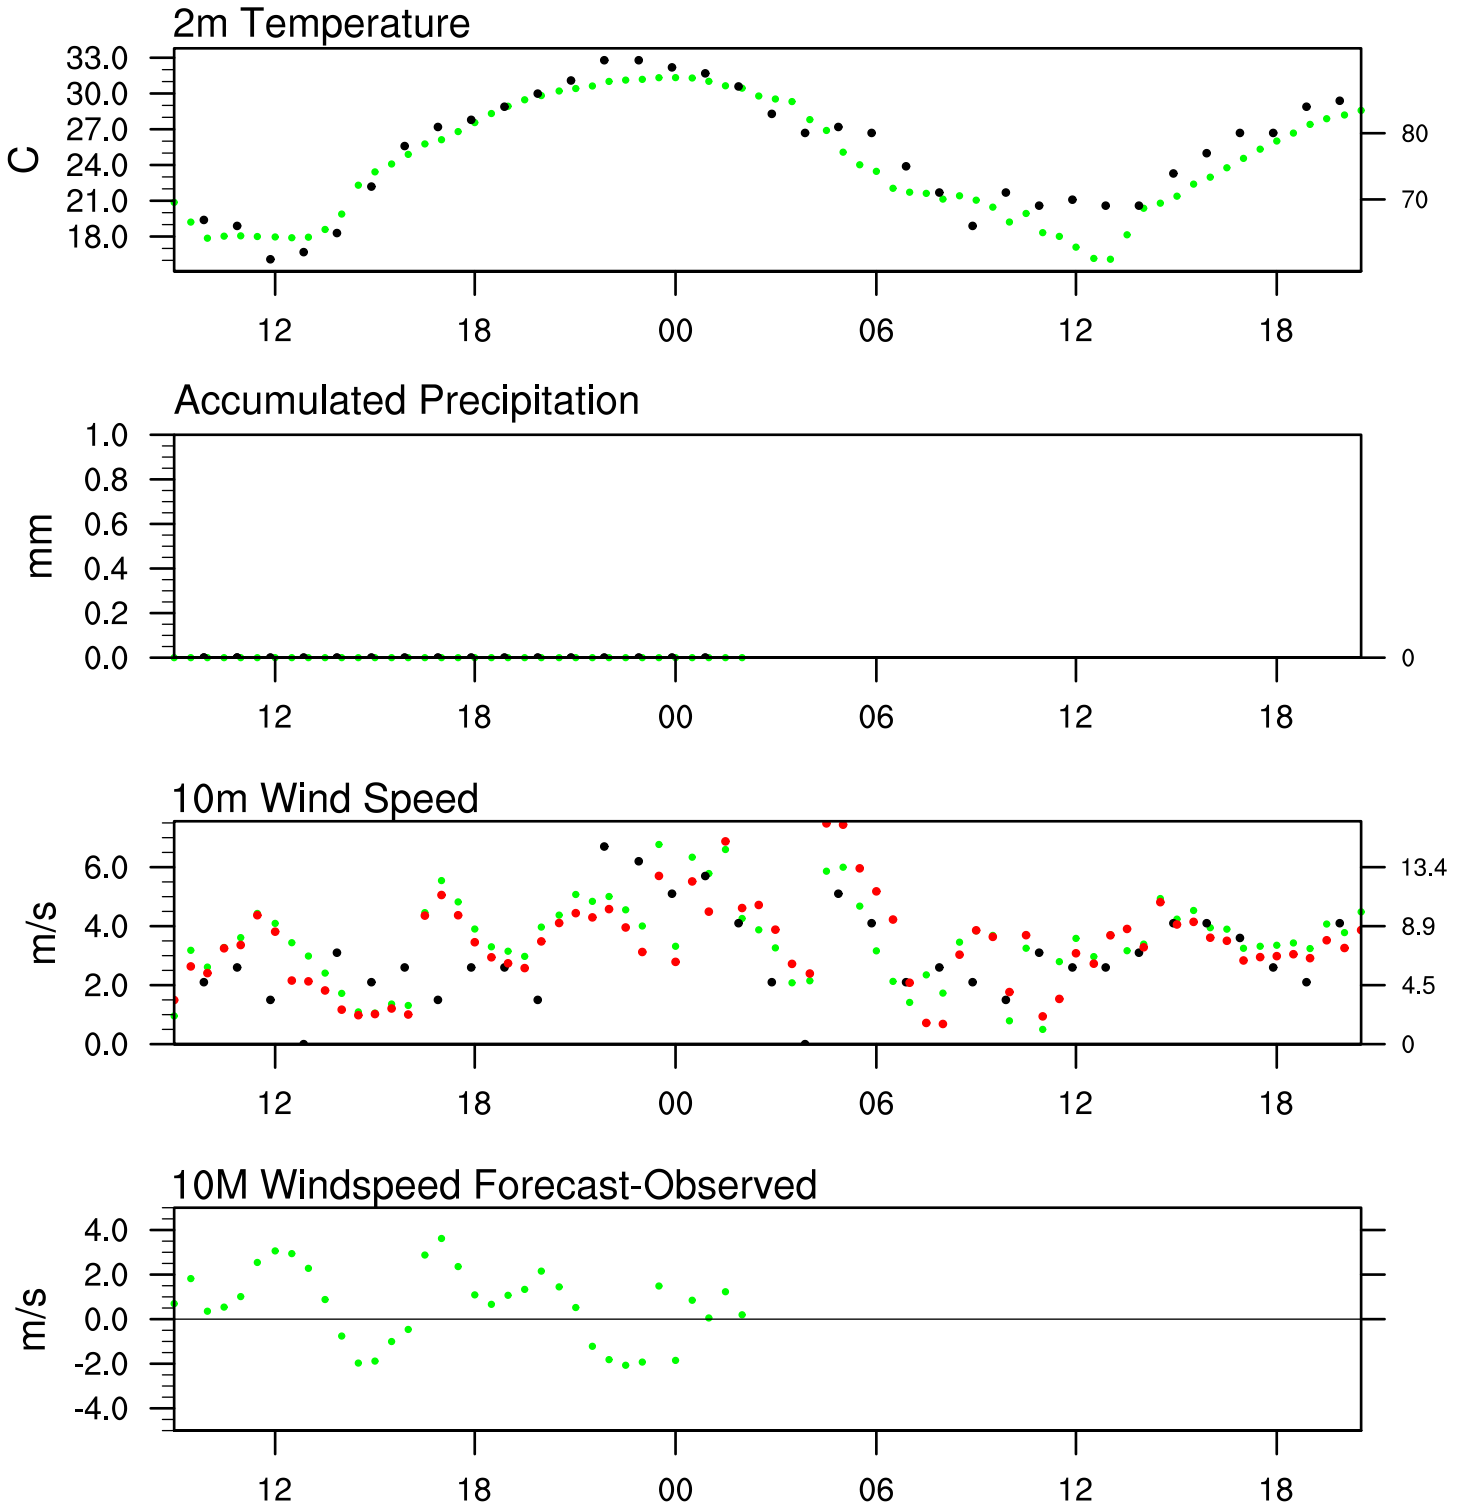 2m Temperature
33.0
30.0
27.0
24.0
21.0
18.0
C
80
70
12 18 00 06 12 18
Accumulated Precipitation
1.0
0.8
0.6
0.4
0.2
0.0
mm
0
12 18 00 06 12 18
10m Wind Speed
6.0
4.0
2.0
0.0
m/s
13.4
8.9
4.5
0
12 18 00 06 12 18
10M Windspeed Forecast-Observed
4.0
2.0
0.0
-2.0
-4.0
m/s
12 18 00 06 12 18